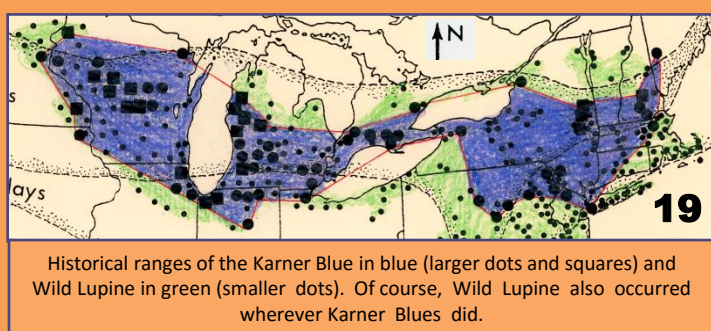 N
s
lays
19
Historical ranges of the Karner Blue in blue (larger dots and squares) and
Wild Lupine in green (smaller dots). Of course, Wild Lupine also occurred
wherever Karner Blues did.